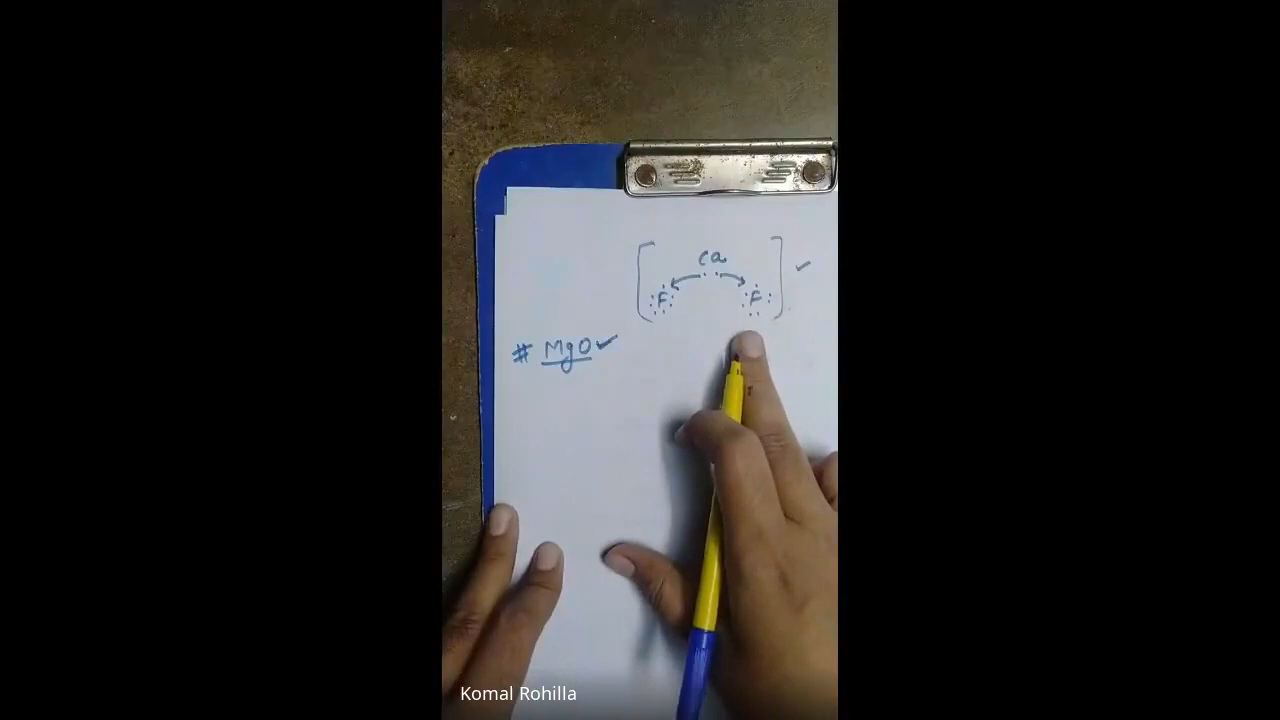 [ Ca ] ✓
:F: :F:
# MgO ✓
Komal Rohilla